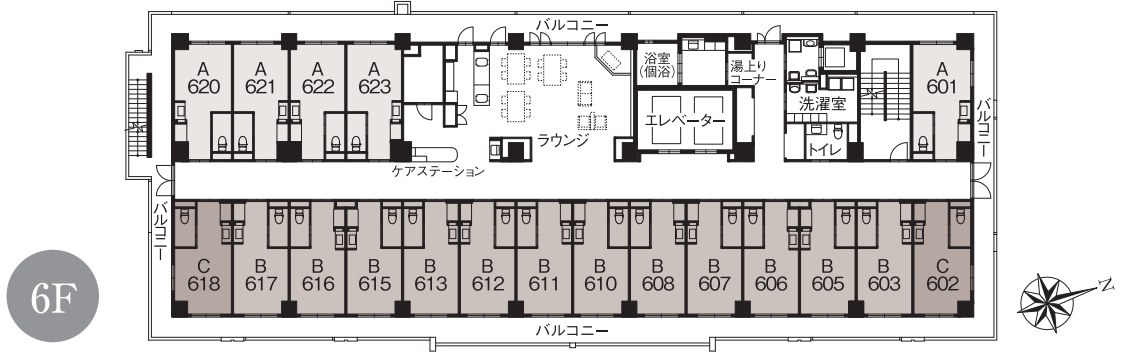 バルコニー
A
620
A
621
A
622
A
623
浴室
(個浴)
湯上り
コーナー
洗濯室
A
601
バルコニー
エレベーター
ラウンジ
トイレ
ケアステーション
バルコニー
C
618
B
617
B
616
B
615
B
613
B
612
B
611
B
610
B
608
B
607
B
606
B
605
B
603
C
602
バルコニー
6F
N